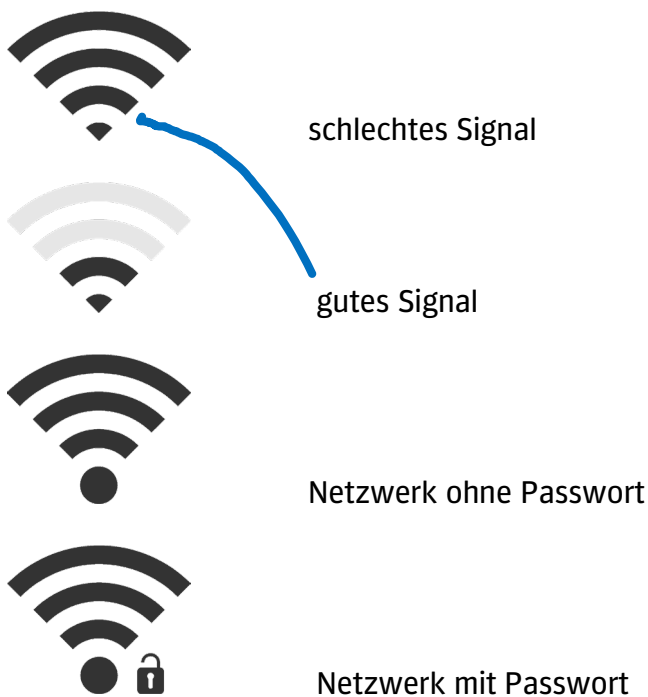 schlechtes Signal
gutes Signal
Netzwerk ohne Passwort
Netzwerk mit Passwort